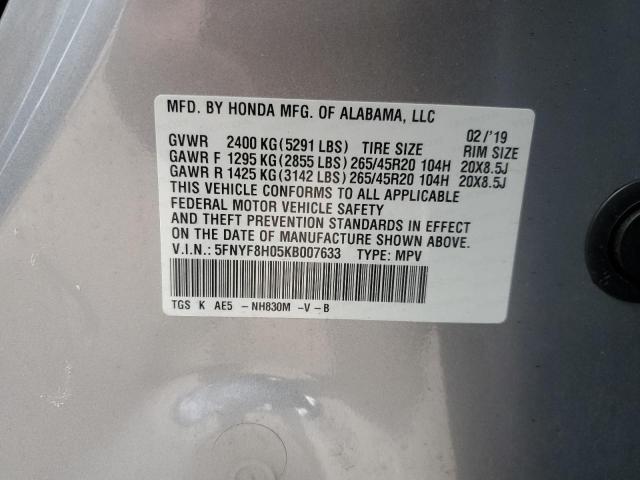 MFD. BY HONDA MFG. OF ALABAMA, LLC
02/'19
GVWR 2400 KG(5291 LBS) TIRE SIZE RIM SIZE
GAWR F 1295 KG(2855 LBS)265/45R20 104H 20X8.5J
GAWR R 1425 KG(3142 LBS)265/45R20 104H 20X8.5J
THIS VEHICLE CONFORMS TO ALL APPLICABLE
FEDERAL MOTOR VEHICLE SAFETY
AND THEFT PREVENTION STANDARDS IN EFFECT
ON THE DATE OF MANUFACTURE SHOWN ABOVE.
V.I.N.: 5FNYF8H05KB007633 TYPE: MPV
TGS K AE5 - NH830M -V - B